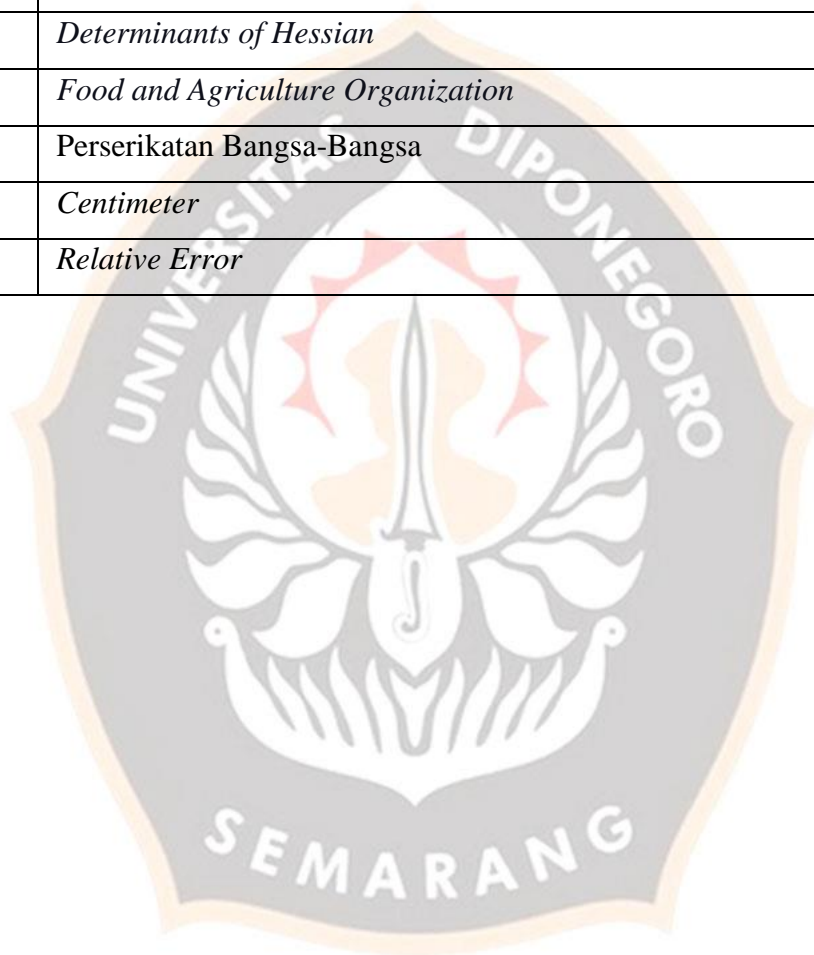 Determinants of Hessian
Food and Agriculture Organization
Perserikatan Bangsa-Bangsa
Centimeter
Relative Error
UNIVERSITAS DIPONEGORO
SEMARANG